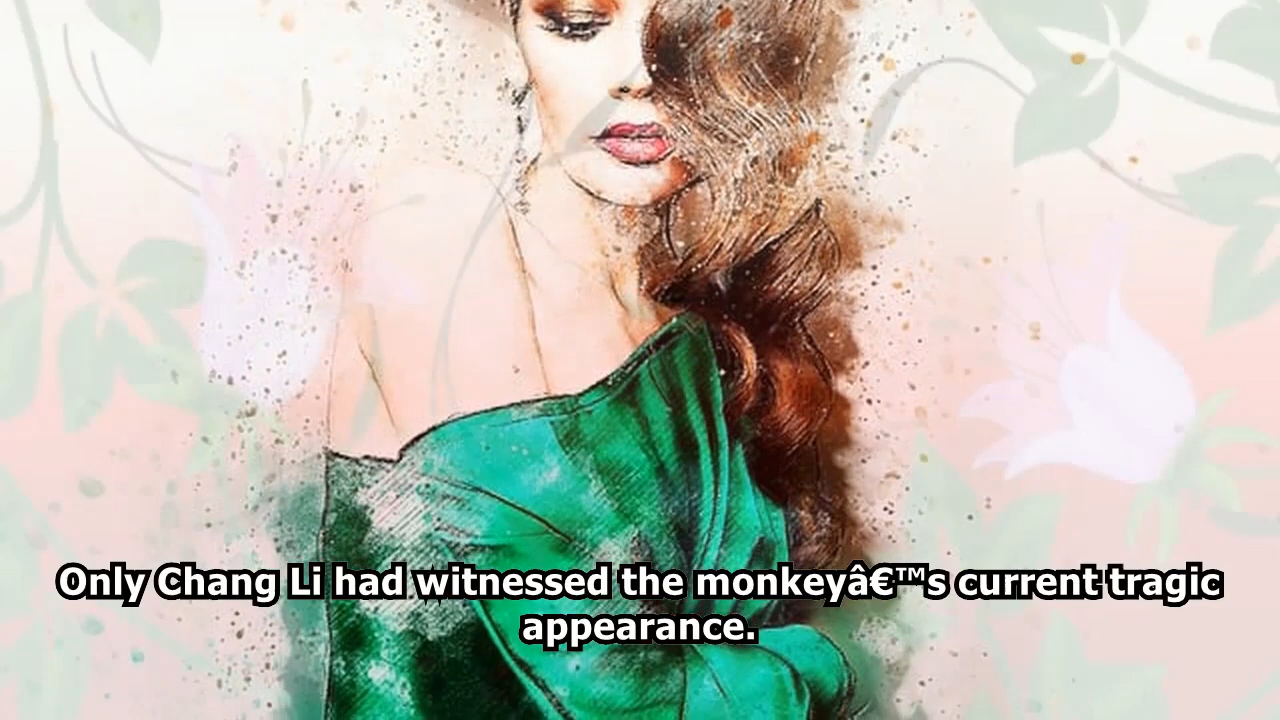 Only Chang Li had witnessed the monkeyâ€™s current tragic
appearance.